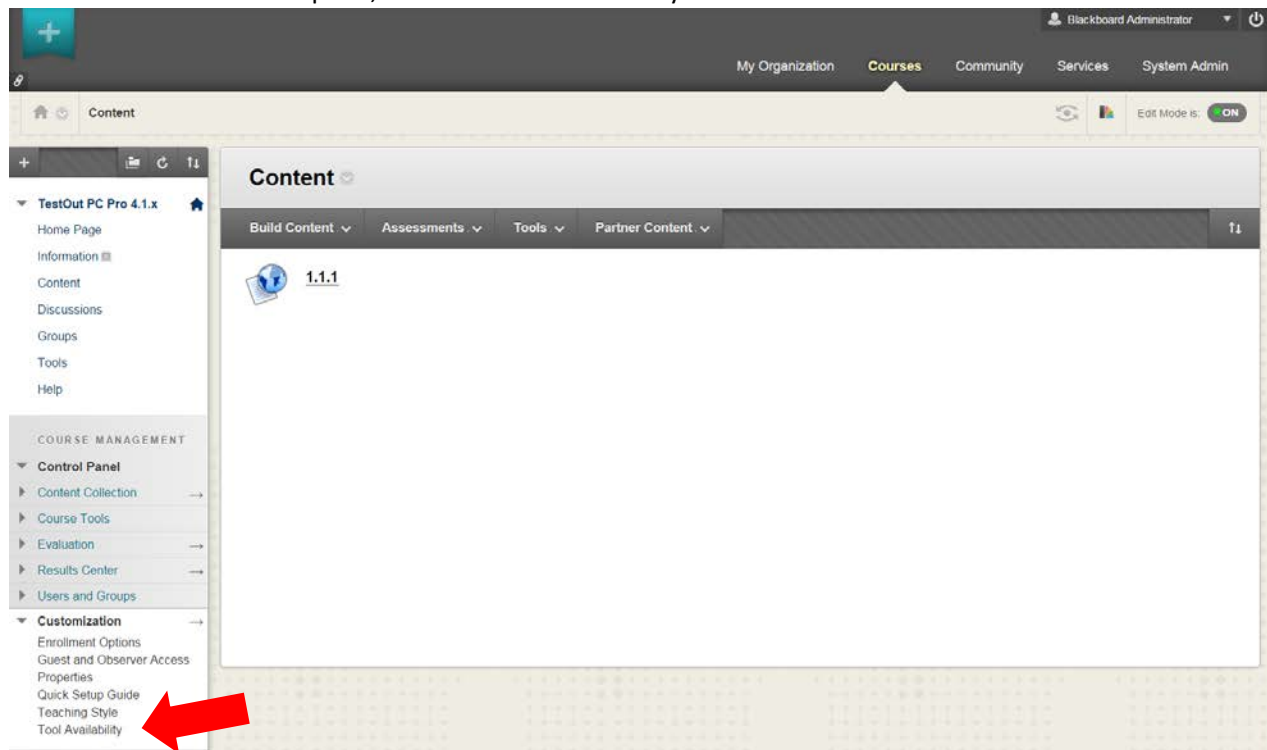 Blackboard Administrator
My Organization Courses Community Services System Admin
Content
Edit Mode is: ON
Content
TestOut PC Pro 4.1.x
Build Content Assessments Tools Partner Content
Home Page
Information
1.1.1
Content
Discussions
Groups
Tools
Help
COURSE MANAGEMENT
Control Panel
Content Collection
Course Tools
Evaluation
Results Center
Users and Groups
Customization
Enrollment Options
Guest and Observer Access
Properties
Quick Setup Guide
Teaching Style
Tool Availability